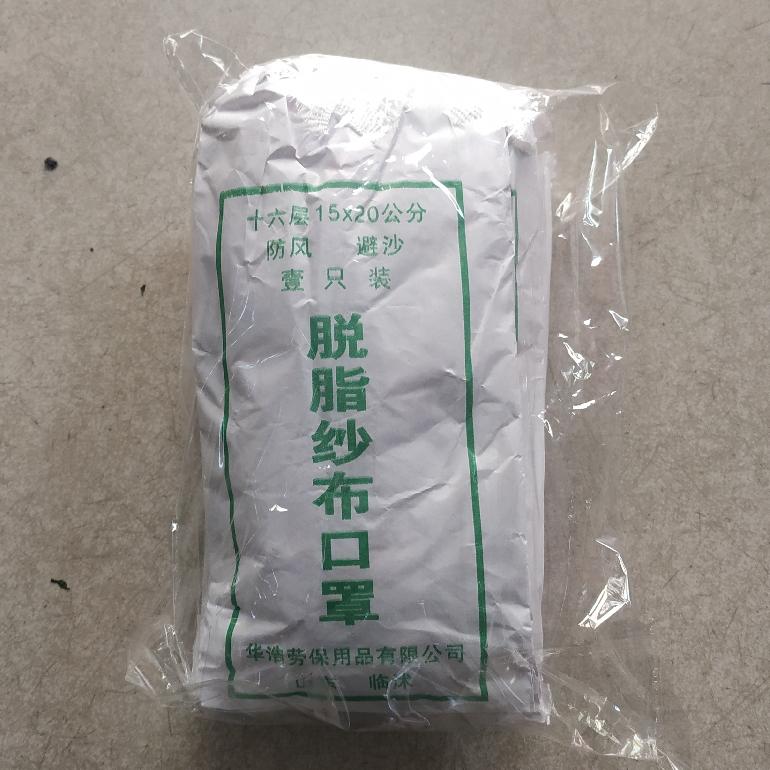 十六层15x20公分
防风 避沙
壹只装
脱脂纱布口罩
华浩劳保用品有限公司
临沭